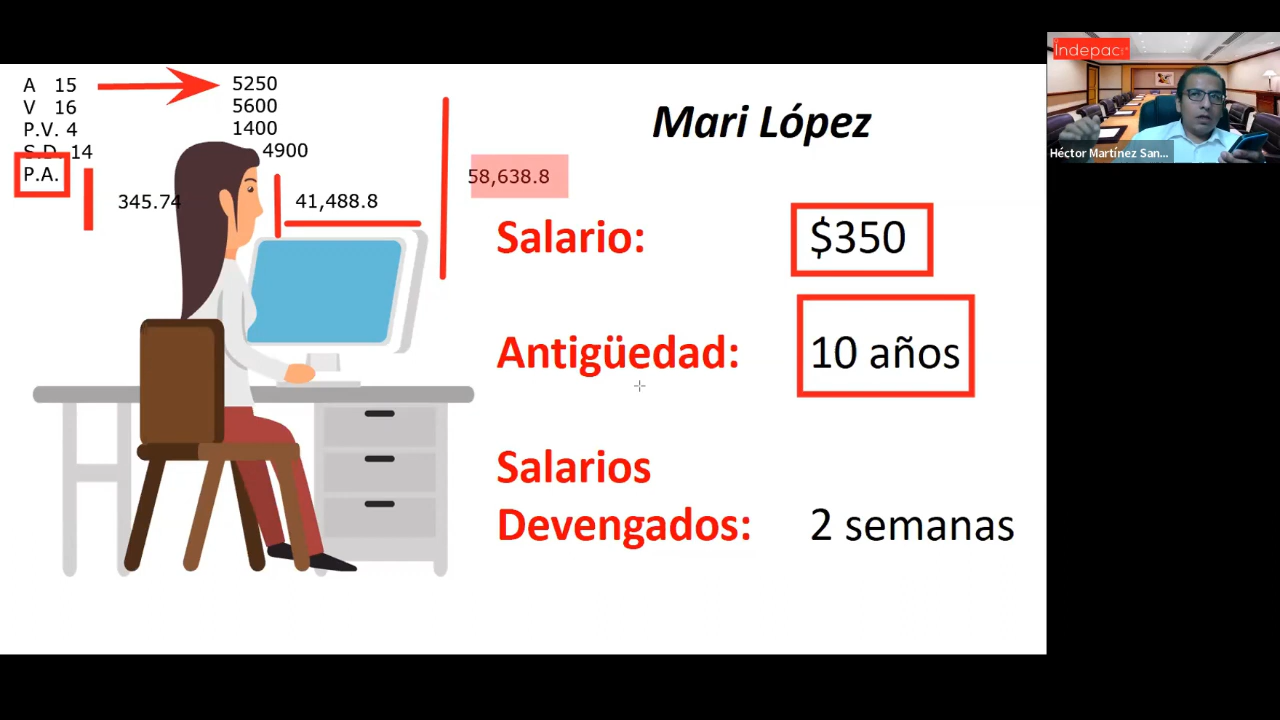 A 15 5250
V 16 5600
P.V. 4 1400
S.D. 14 4900
P.A.
345.74 41,488.8
58,638.8
Mari López
Salario: $350
Antigüedad: 10 años
Salarios
Devengados: 2 semanas
Indepac
Héctor Martínez San...